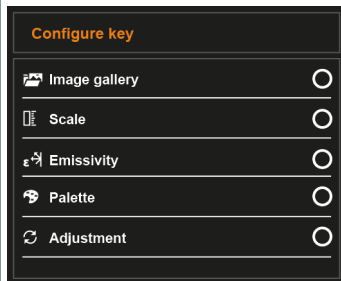 Configure key
Image gallery
Scale
ε Emissivity
Palette
Adjustment